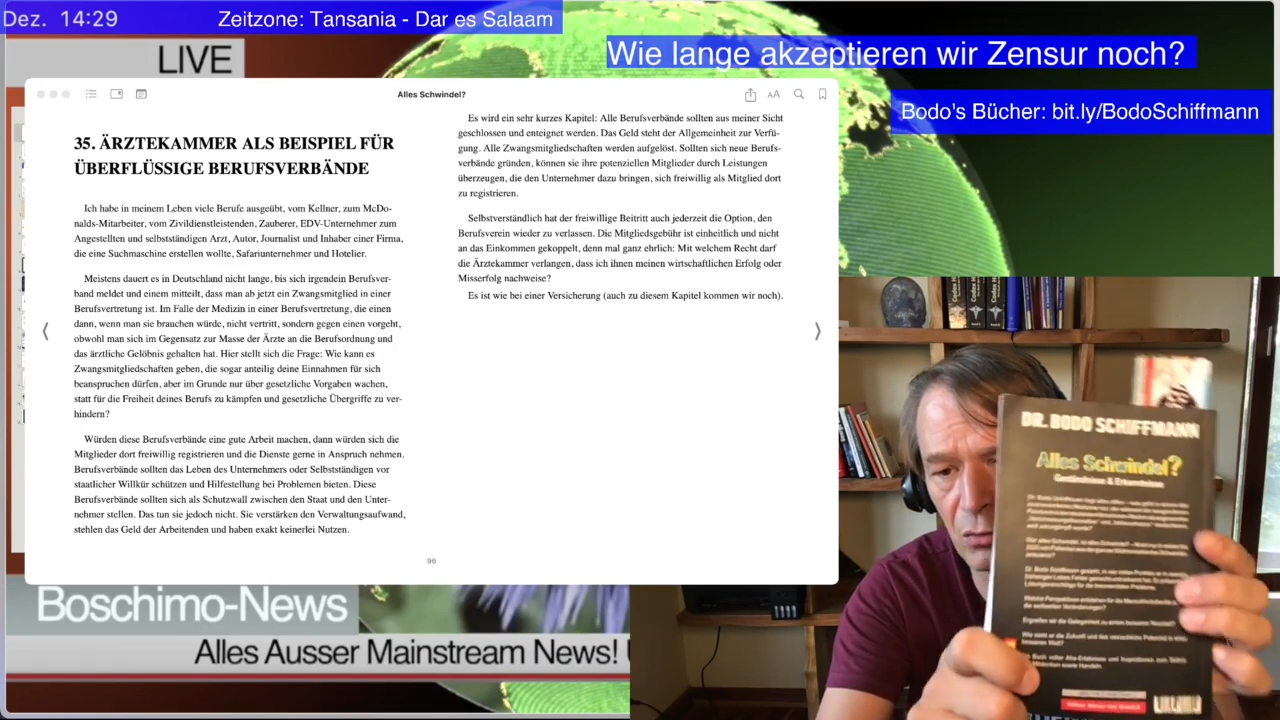 Dez. 14:29
Zeitzone: Tansania - Dar es Salaam
LIVE
Wie lange akzeptieren wir Zensur noch?
Bodo's Bücher: bit.ly/BodoSchiffmann
Alles Schwindel?
35. ÄRZTEKAMMER ALS BEISPIEL FÜR
ÜBERFLÜSSIGE BERUFSVERBÄNDE
Ich habe in meinem Leben viele Berufe ausgeübt, vom Kellner, zum McDo-
nalds-Mitarbeiter, vom Zivildienstleistenden, Zauberer, EDV-Unternehmer zum
Angestellten und selbstständigen Arzt, Autor, Journalist und Inhaber einer Firma,
die eine Suchmaschine erstellen wollte, Safariunternehmer und Hotelier.
Meistens dauert es in Deutschland nicht lange, bis sich irgendein Berufsver-
band meldet und einem mitteilt, dass man ab jetzt ein Zwangsmitglied in einer
Berufsvertretung ist. Im Falle der Medizin in einer Berufsvertretung, die einen
dann, wenn man sie brauchen würde, nicht vertritt, sondern gegen einen vorgeht,
obwohl man sich im Gegensatz zur Masse der Ärzte an die Berufsordnung und
das ärztliche Gelöbnis gehalten hat. Hier stellt sich die Frage: Wie kann es
Zwangsmitgliedschaften geben, die sogar anteilig deine Einnahmen für sich
beanspruchen dürfen, aber im Grunde nur über gesetzliche Vorgaben wachen,
statt für die Freiheit deines Berufs zu kämpfen und gesetzliche Übergriffe zu ver-
hindern?
Würden diese Berufsverbände eine gute Arbeit machen, dann würden sich die
Mitglieder dort freiwillig registrieren und die Dienste gerne in Anspruch nehmen.
Berufsverbände sollten das Leben des Unternehmers oder Selbstständigen vor
staatlicher Willkür schützen und Hilfestellung bei Problemen bieten. Diese
Berufsverbände sollten sich als Schutzwall zwischen den Staat und den Unter-
nehmer stellen. Das tun sie jedoch nicht. Sie verstärken den Verwaltungsaufwand,
stehlen das Geld der Arbeitenden und haben exakt keinerlei Nutzen.
Es wird ein sehr kurzes Kapitel: Alle Berufsverbände sollten aus meiner Sicht
geschlossen und enteignet werden. Das Geld steht der Allgemeinheit zur Verfü-
gung. Alle Zwangsmitgliedschaften werden aufgelöst. Sollten sich neue Berufs-
verbände gründen, können sie ihre potenziellen Mitglieder durch Leistungen
überzeugen, die den Unternehmer dazu bringen, sich freiwillig als Mitglied dort
zu registrieren.
Selbstverständlich hat der freiwillige Beitritt auch jederzeit die Option, den
Berufsverein wieder zu verlassen. Die Mitgliedsgebühr ist einheitlich und nicht
an das Einkommen gekoppelt, denn mal ganz ehrlich: Mit welchem Recht darf
die Ärztekammer verlangen, dass ich ihnen meinen wirtschaftlichen Erfolg oder
Misserfolg nachweise?
Es ist wie bei einer Versicherung (auch zu diesem Kapitel kommen wir noch).
96
DR. BODO SCHIFFMANN
Alles Schwindel?
Geständnisse & Erkenntnisse
Boschimo-News
Alles Ausser Mainstream News!